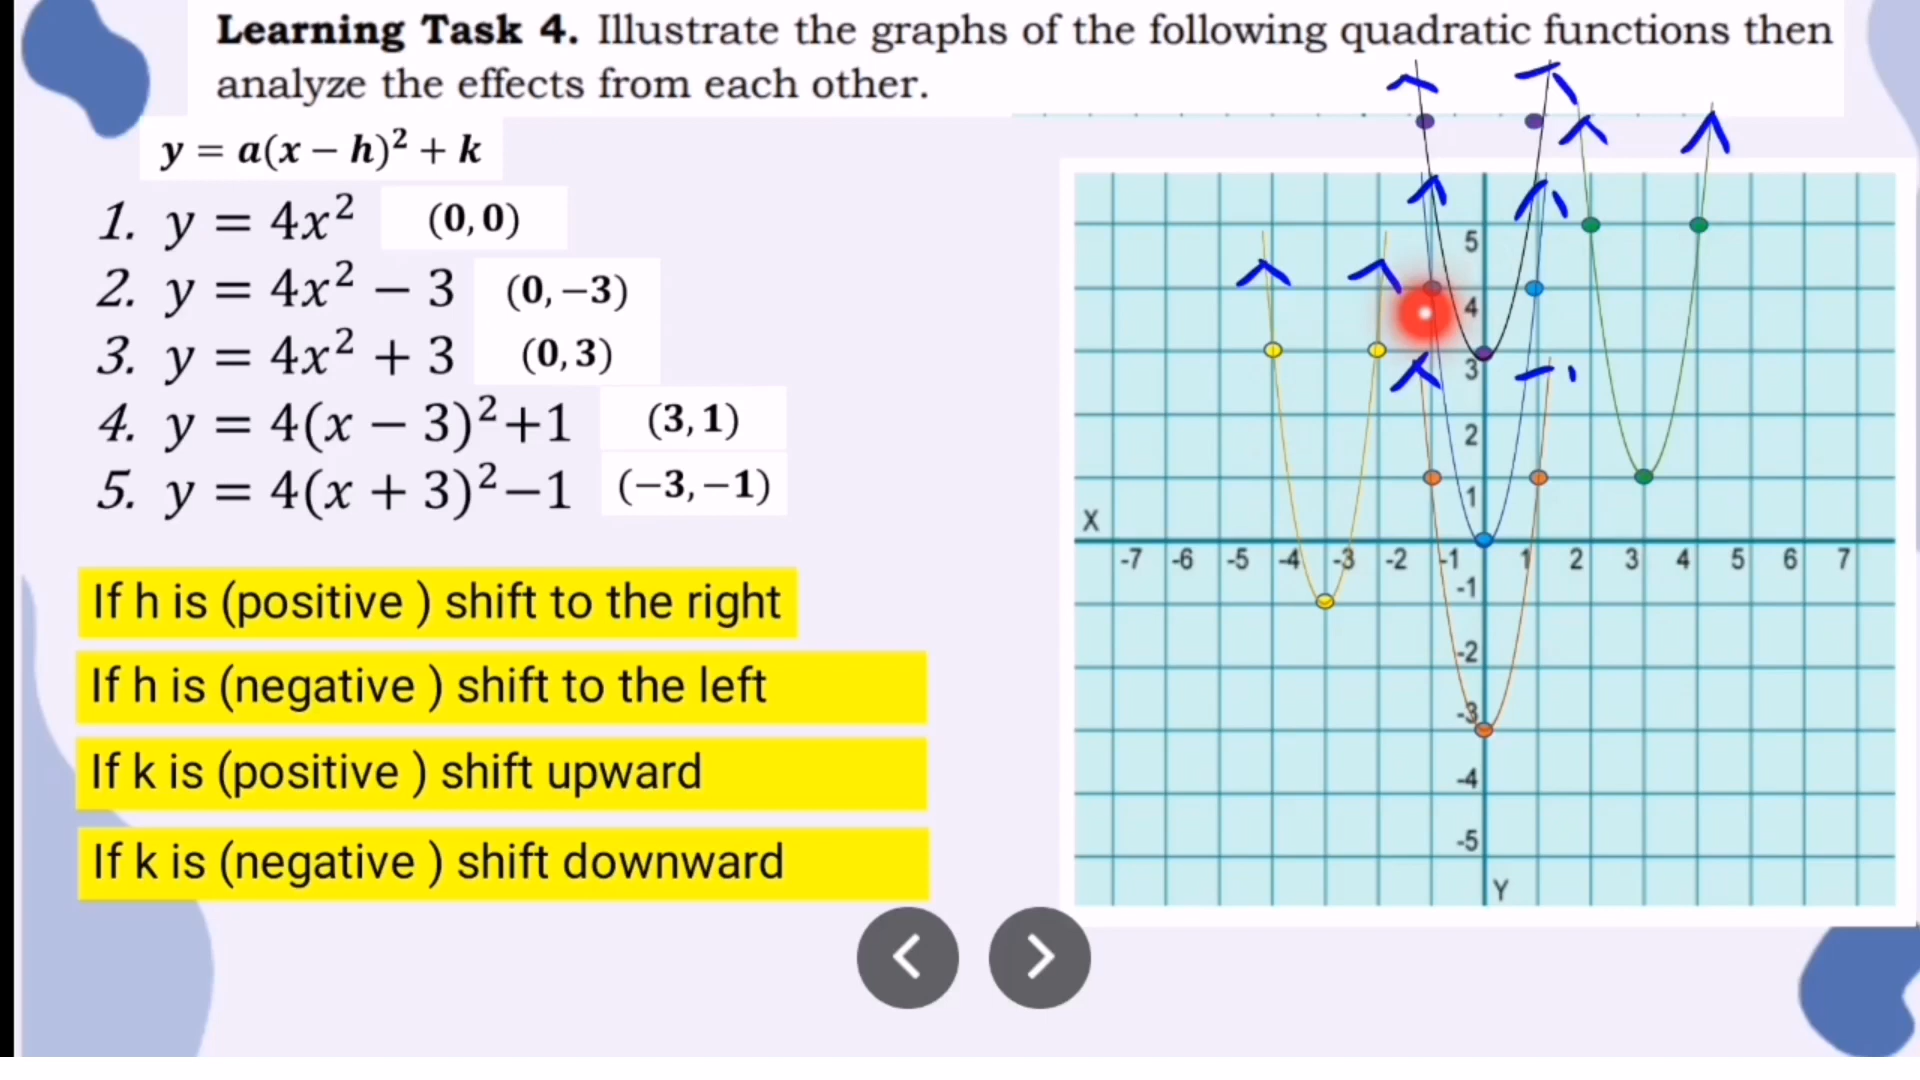 Learning Task 4. Illustrate the graphs of the following quadratic functions then
analyze the effects from each other.
y = a(x − h)² + k
1. y = 4x² (0, 0)
2. y = 4x² − 3 (0, −3)
3. y = 4x² + 3 (0, 3)
4. y = 4(x − 3)²+1 (3, 1)
5. y = 4(x + 3)²−1 (−3, −1)
If h is (positive ) shift to the right
If h is (negative ) shift to the left
If k is (positive ) shift upward
If k is (negative ) shift downward
5
4
3
2
1
X
-7 -6 -5 -4 -3 -2 -1 1 2 3 4 5 6 7
-1
-2
-3
-4
-5
Y